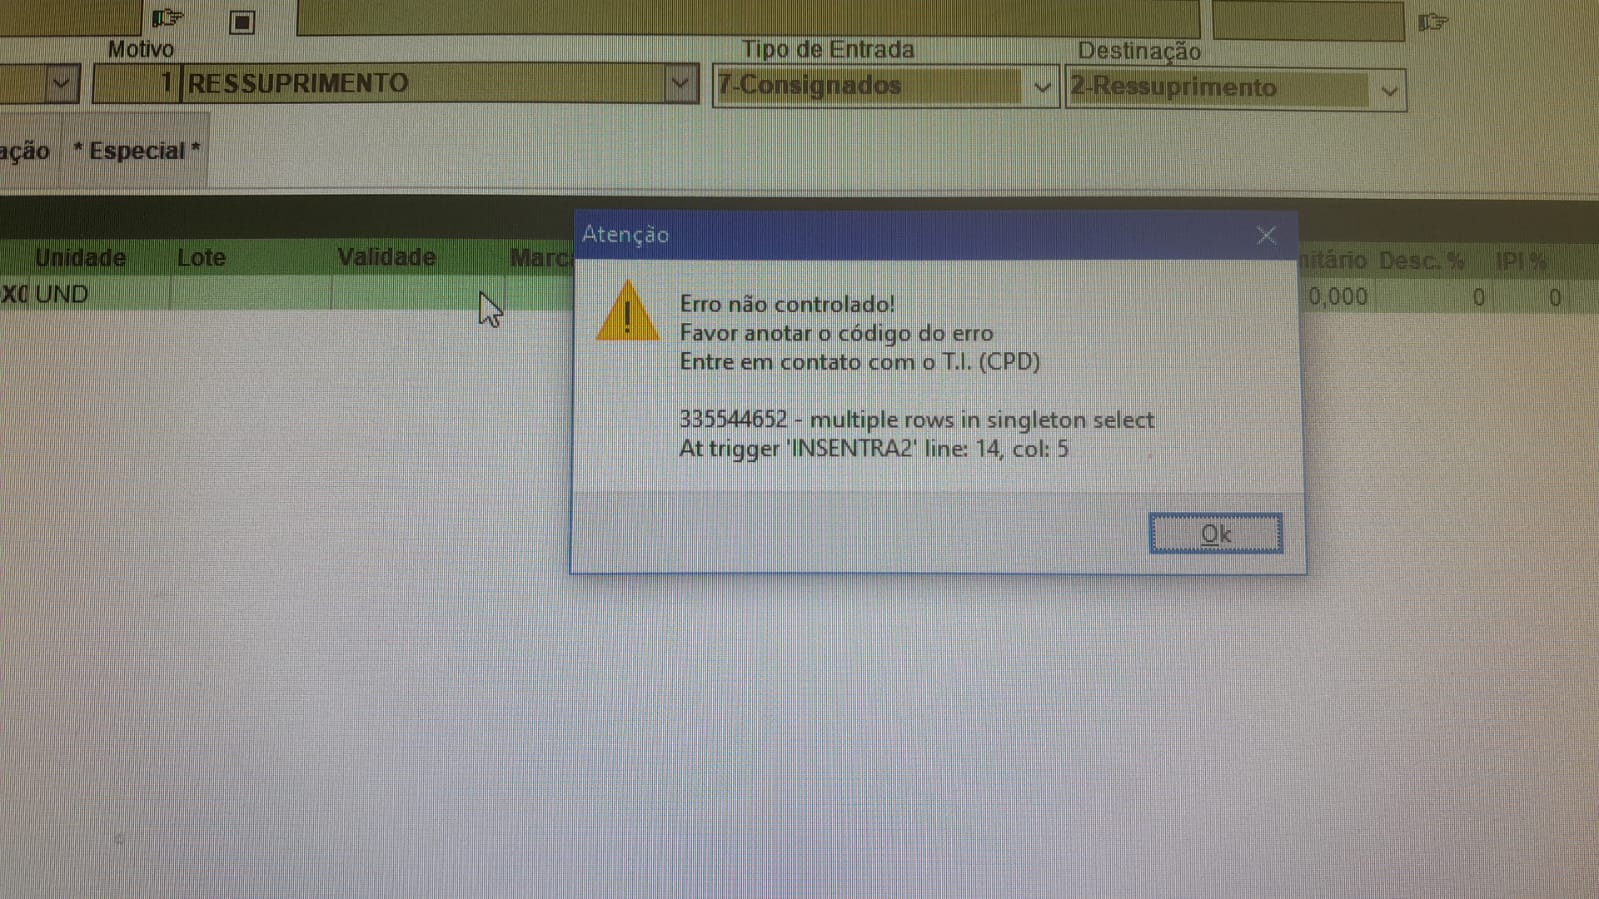 Motivo
Tipo de Entrada
Destinação
1 RESSUPRIMENTO
7-Consignados
2-Ressuprimento
ação
* Especial *
Unidade Lote Validade Marca
nitário Desc. % IPI %
UND
0,000 0 0
Atenção
Erro não controlado!
Favor anotar o código do erro
Entre em contato com o T.I. (CPD)
335544652 - multiple rows in singleton select
At trigger 'INSENTRA2' line: 14, col: 5
Ok